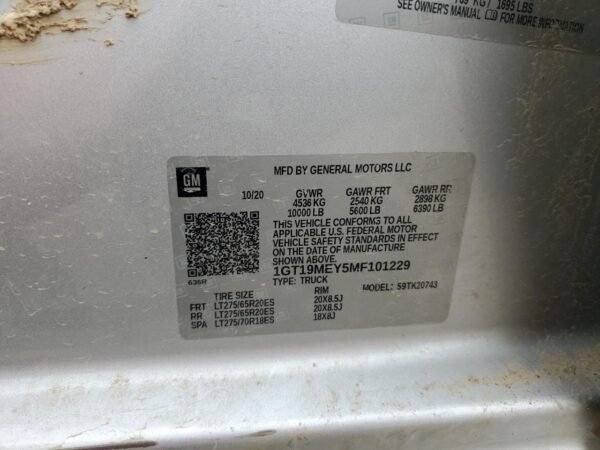 1695 LBS
SEE OWNER'S MANUAL FOR MORE INFORMATION
GM
MFD BY GENERAL MOTORS LLC
10/20 GVWR GAWR FRT GAWR RR
4536 KG 2540 KG 2898 KG
10000 LB 5600 LB 6390 LB
THIS VEHICLE CONFORMS TO ALL
APPLICABLE U.S. FEDERAL MOTOR
VEHICLE SAFETY STANDARDS IN EFFECT
ON THE DATE OF MANUFACTURE SHOWN ABOVE.
1GT19MEY5MF101229
636R TYPE: TRUCK MODEL: 59TK20743
TIRE SIZE RIM
FRT LT275/65R20ES 20X8.5J
RR LT275/65R20ES 20X8.5J
SPA LT275/70R18ES 18X8J